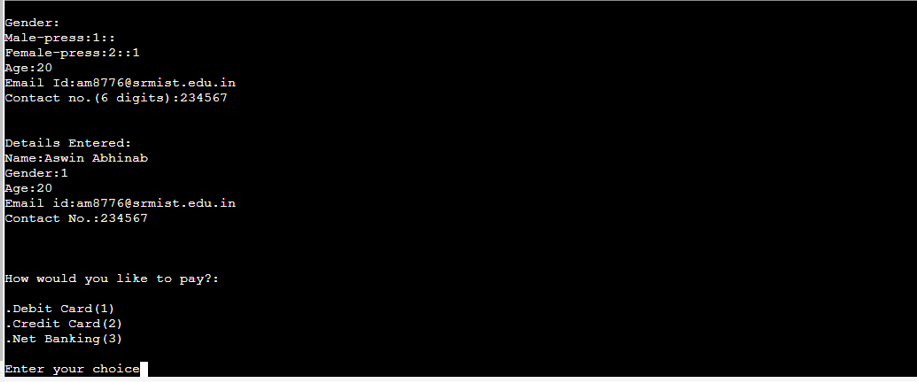 Gender:
Male-press:1::
Female-press:2::1
Age:20
Email Id:am8776@srmist.edu.in
Contact no.(6 digits):234567
Details Entered:
Name:Aswin Abhinab
Gender:1
Age:20
Email id:am8776@srmist.edu.in
Contact No.:234567
How would you like to pay?:
.Debit Card(1)
.Credit Card(2)
.Net Banking(3)
Enter your choice